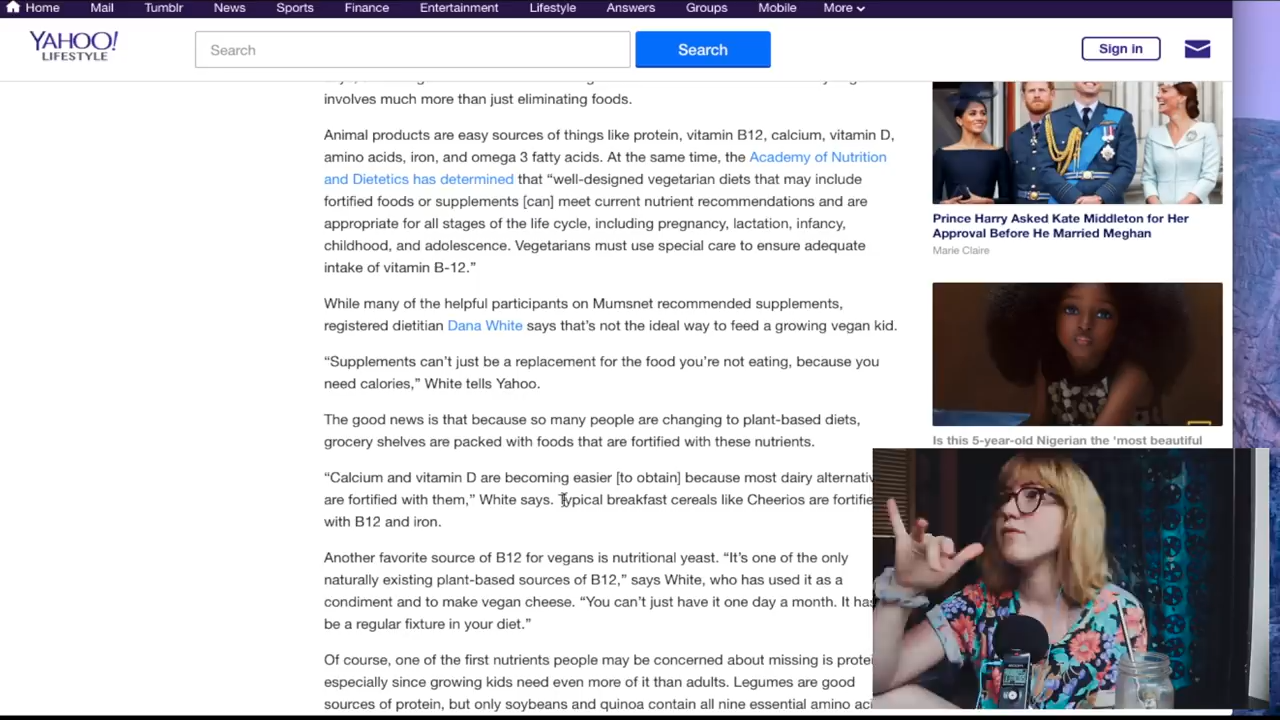 Home Mail Tumblr News Sports Finance Entertainment Lifestyle Answers Groups Mobile More
YAHOO!
LIFESTYLE
Search
Search
Sign in
involves much more than just eliminating foods.
Animal products are easy sources of things like protein, vitamin B12, calcium, vitamin D,
amino acids, iron, and omega 3 fatty acids. At the same time, the Academy of Nutrition
and Dietetics has determined that “well-designed vegetarian diets that may include
fortified foods or supplements [can] meet current nutrient recommendations and are
appropriate for all stages of the life cycle, including pregnancy, lactation, infancy,
childhood, and adolescence. Vegetarians must use special care to ensure adequate
intake of vitamin B-12.”
While many of the helpful participants on Mumsnet recommended supplements,
registered dietitian Dana White says that’s not the ideal way to feed a growing vegan kid.
“Supplements can’t just be a replacement for the food you’re not eating, because you
need calories,” White tells Yahoo.
The good news is that because so many people are changing to plant-based diets,
grocery shelves are packed with foods that are fortified with these nutrients.
“Calcium and vitamin D are becoming easier [to obtain] because most dairy alternativ
are fortified with them,” White says. Typical breakfast cereals like Cheerios are fortifie
with B12 and iron.
Another favorite source of B12 for vegans is nutritional yeast. “It’s one of the only
naturally existing plant-based sources of B12,” says White, who has used it as a
condiment and to make vegan cheese. “You can’t just have it one day a month. It has
be a regular fixture in your diet.”
Of course, one of the first nutrients people may be concerned about missing is protei
especially since growing kids need even more of it than adults. Legumes are good
sources of protein, but only soybeans and quinoa contain all nine essential amino aci
Prince Harry Asked Kate Middleton for Her
Approval Before He Married Meghan
Marie Claire
Is this 5-year-old Nigerian the 'most beautiful